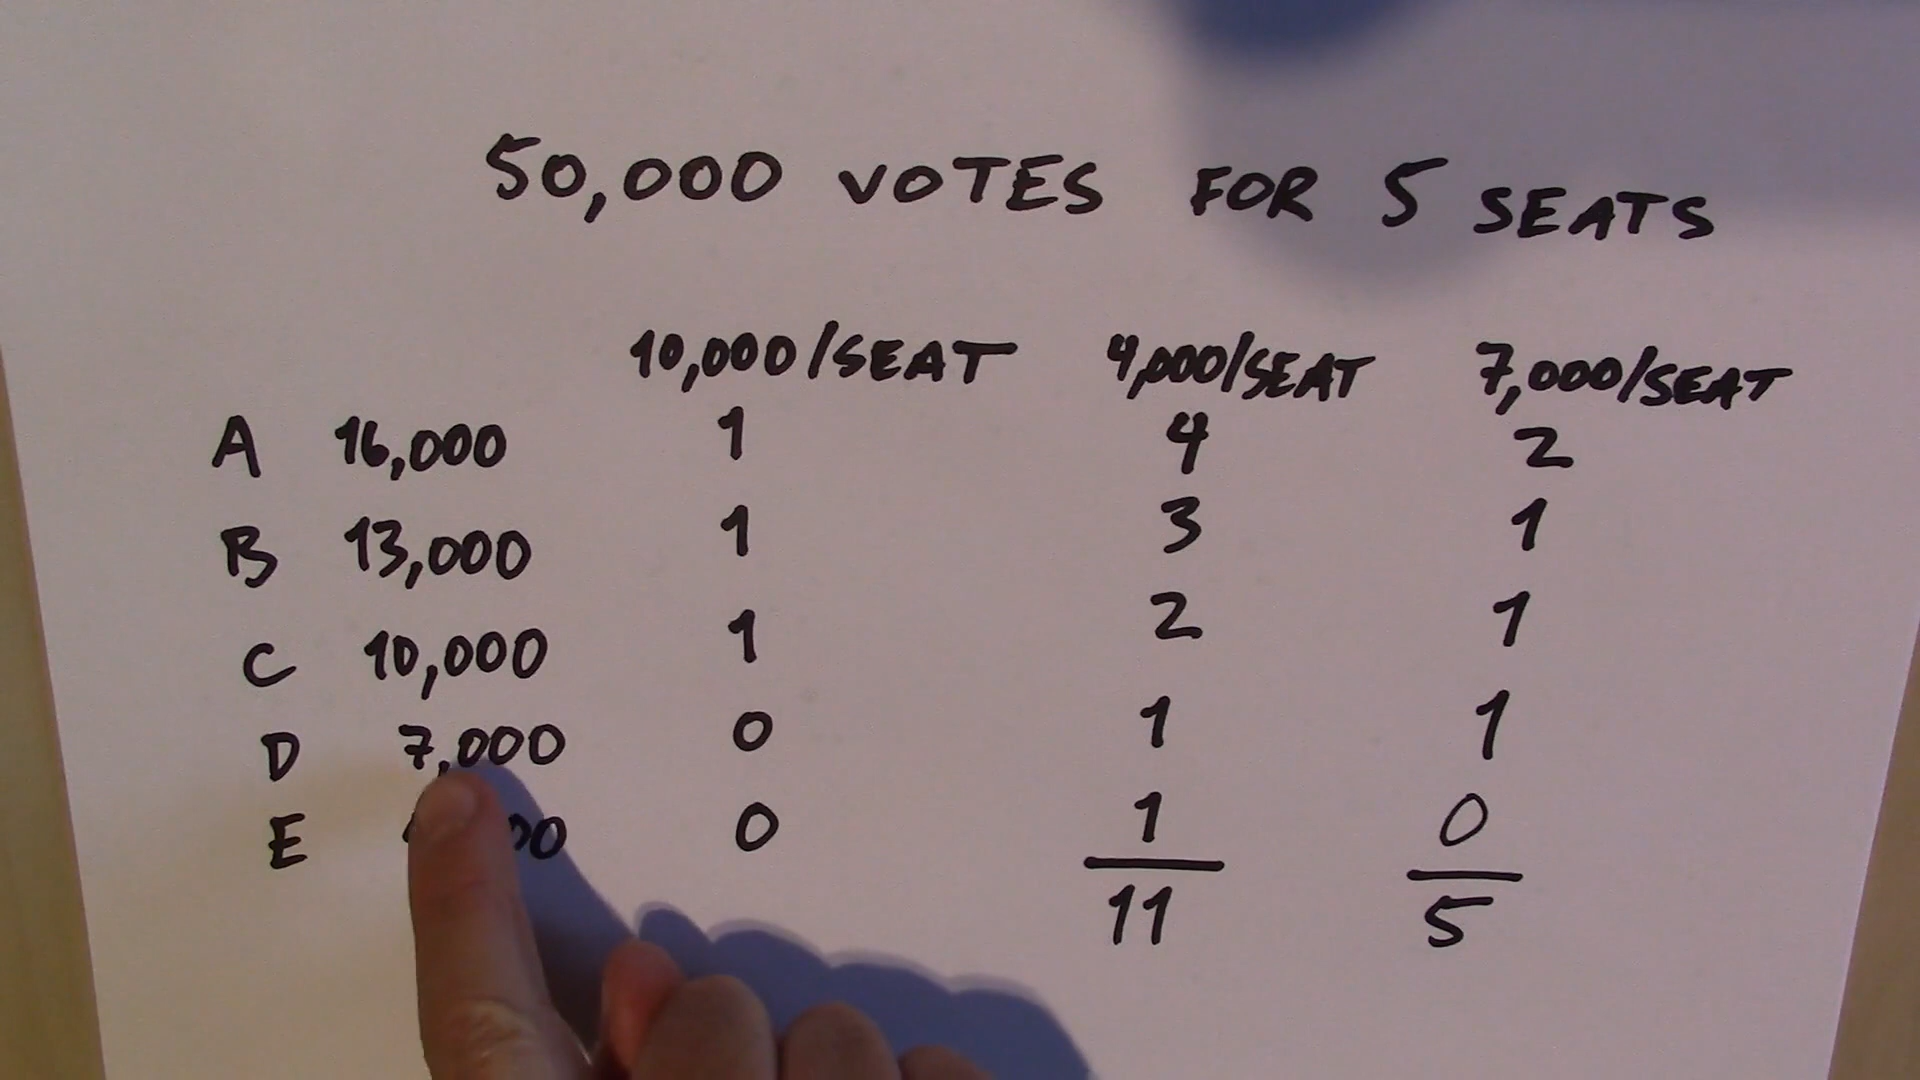 50,000 VOTES FOR 5 SEATS
10,000/SEAT 4,000/SEAT 7,000/SEAT
A 16,000 1 4 2
B 13,000 1 3 1
C 10,000 1 2 1
D 7,000 0 1 1
E 0 1 0
11 5